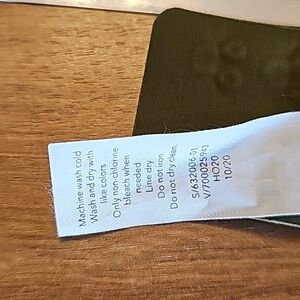 Machine wash cold
Wash and dry with
like colors
Only non-chlorine
bleach when
needed
Line dry
Do not iron
Do not dry clean
S/632006-01
V/700025943
HO20
10/20